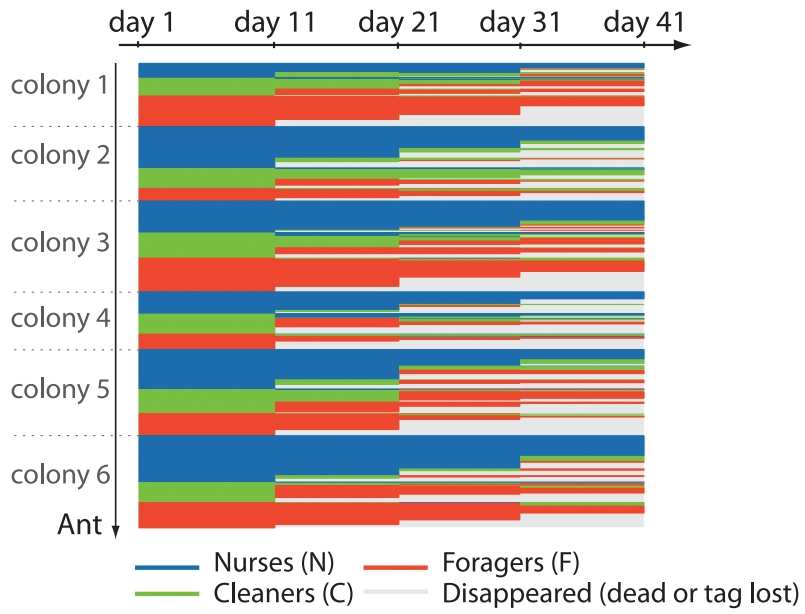 day 1 day 11 day 21 day 31 day 41
colony 1
colony 2
colony 3
colony 4
colony 5
colony 6
Ant
Nurses (N) Foragers (F)
Cleaners (C) Disappeared (dead or tag lost)